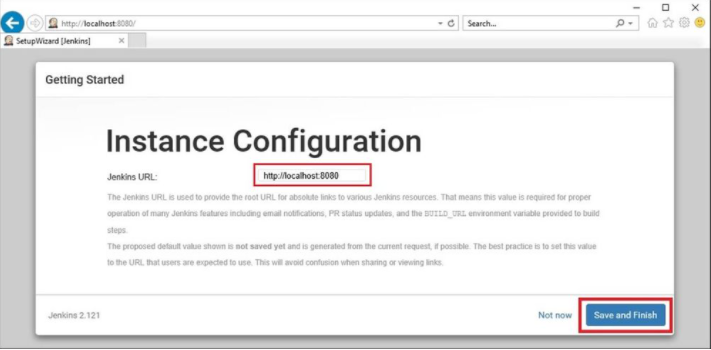 http://localhost:8080/
Search...
SetupWizard [Jenkins]
Getting Started
Instance Configuration
Jenkins URL:
http://localhost:8080
The Jenkins URL is used to provide the root URL for absolute links to various Jenkins resources. That means this value is required for proper
operation of many Jenkins features including email notifications, PR status updates, and the BUILD_URL environment variable provided to build
steps.
The proposed default value shown is not saved yet and is generated from the current request, if possible. The best practice is to set this value
to the URL that users are expected to use. This will avoid confusion when sharing or viewing links.
Jenkins 2.121
Not now
Save and Finish